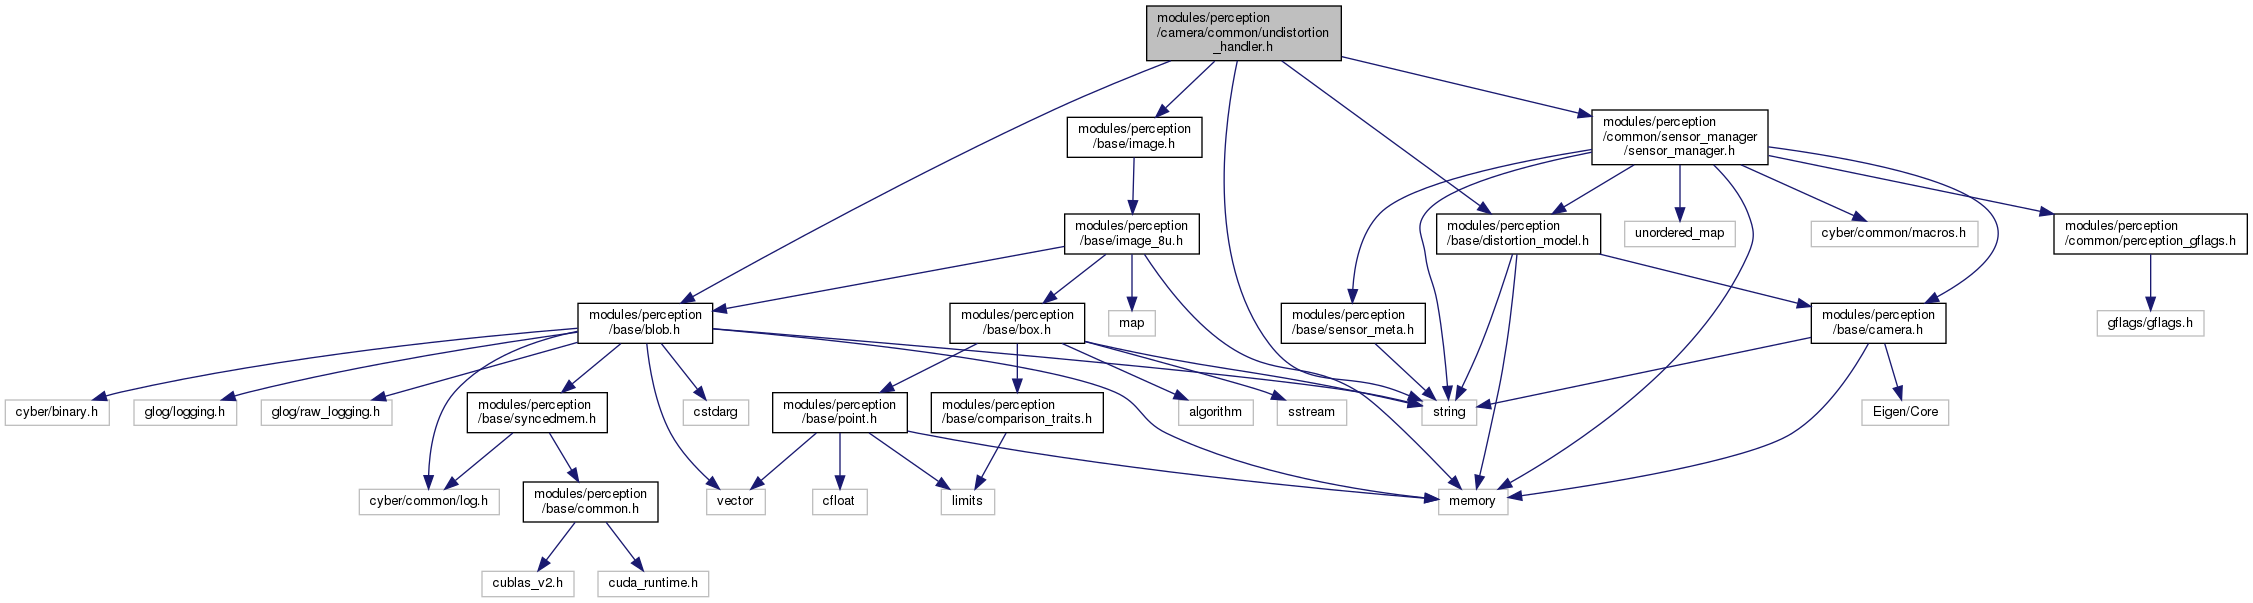 modules/perception
/camera/common/undistortion
_handler.h
modules/perception
/base/image.h
modules/perception
/common/sensor_manager
/sensor_manager.h
modules/perception
/base/image_8u.h
modules/perception
/base/distortion_model.h
unordered_map
cyber/common/macros.h
modules/perception
/common/perception_gflags.h
modules/perception
/base/blob.h
modules/perception
/base/box.h
map
modules/perception
/base/sensor_meta.h
modules/perception
/base/camera.h
gflags/gflags.h
cyber/binary.h
glog/logging.h
glog/raw_logging.h
modules/perception
/base/syncedmem.h
cstdarg
modules/perception
/base/point.h
modules/perception
/base/comparison_traits.h
algorithm
sstream
string
Eigen/Core
cyber/common/log.h
modules/perception
/base/common.h
vector
cfloat
limits
memory
cublas_v2.h
cuda_runtime.h